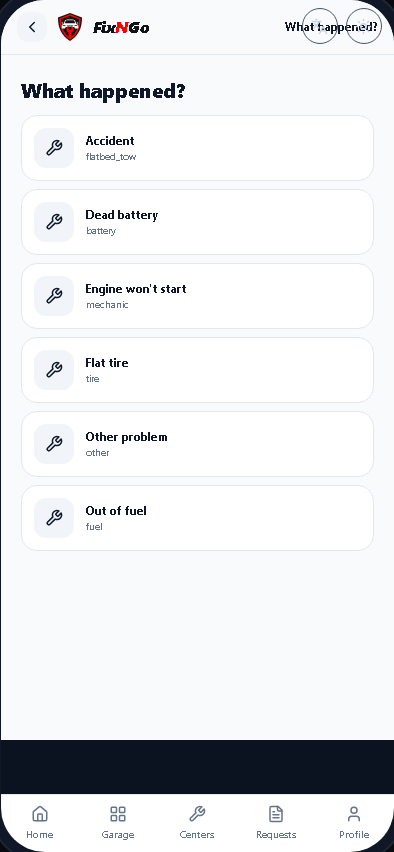 FixNGo
What happened?
What happened?
Accident
flatbed_tow
Dead battery
battery
Engine won't start
mechanic
Flat tire
tire
Other problem
other
Out of fuel
fuel
Home
Garage
Centers
Requests
Profile